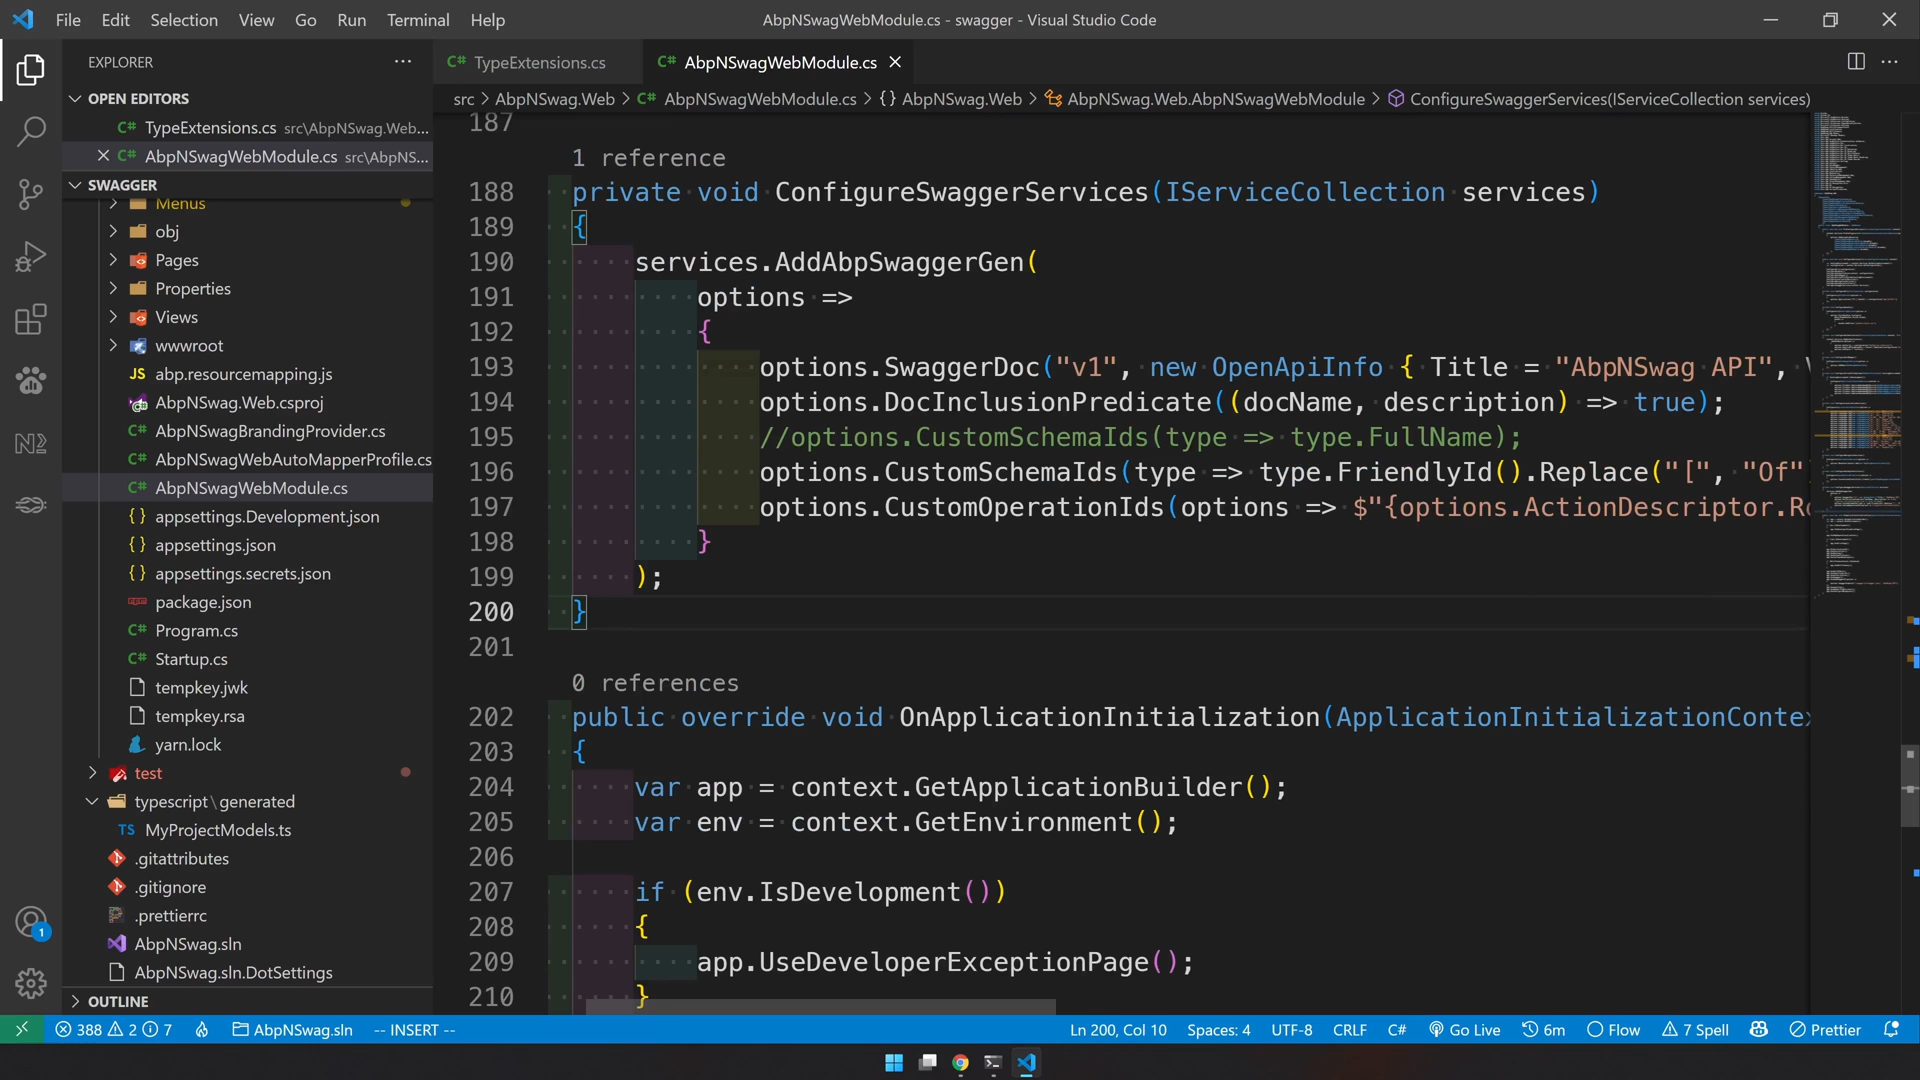 File Edit Selection View Go Run Terminal Help
AbpNSwagWebModule.cs - swagger - Visual Studio Code
EXPLORER
OPEN EDITORS
C# TypeExtensions.cs src\AbpNSwag.Web...
C# AbpNSwagWebModule.cs src\AbpNS...
SWAGGER
Menus
obj
Pages
Properties
Views
wwwroot
JS abp.resourcemapping.js
AbpNSwag.Web.csproj
C# AbpNSwagBrandingProvider.cs
C# AbpNSwagWebAutoMapperProfile.cs
C# AbpNSwagWebModule.cs
{} appsettings.Development.json
{} appsettings.json
{} appsettings.secrets.json
package.json
C# Program.cs
C# Startup.cs
tempkey.jwk
tempkey.rsa
yarn.lock
test
typescript\generated
TS MyProjectModels.ts
.gitattributes
.gitignore
.prettierrc
AbpNSwag.sln
AbpNSwag.sln.DotSettings
OUTLINE
1
C# TypeExtensions.cs
C# AbpNSwagWebModule.cs
src > AbpNSwag.Web > C# AbpNSwagWebModule.cs > {} AbpNSwag.Web > AbpNSwag.Web.AbpNSwagWebModule > ConfigureSwaggerServices(IServiceCollection services)
187
1 reference
188 private void ConfigureSwaggerServices(IServiceCollection services)
189 {
190 services.AddAbpSwaggerGen(
191 options =>
192 {
193 options.SwaggerDoc("v1", new OpenApiInfo { Title = "AbpNSwag API",
194 options.DocInclusionPredicate((docName, description) => true);
195 //options.CustomSchemaIds(type => type.FullName);
196 options.CustomSchemaIds(type => type.FriendlyId().Replace("[", "Of"
197 options.CustomOperationIds(options => $"{options.ActionDescriptor.Ro
198 }
199 );
200 }
201
0 references
202 public override void OnApplicationInitialization(ApplicationInitializationContex
203 {
204 var app = context.GetApplicationBuilder();
205 var env = context.GetEnvironment();
206
207 if (env.IsDevelopment())
208 {
209 app.UseDeveloperExceptionPage();
210 }
388 2 7 AbpNSwag.sln -- INSERT -- Ln 200, Col 10 Spaces: 4 UTF-8 CRLF C# Go Live 6m Flow 7 Spell Prettier